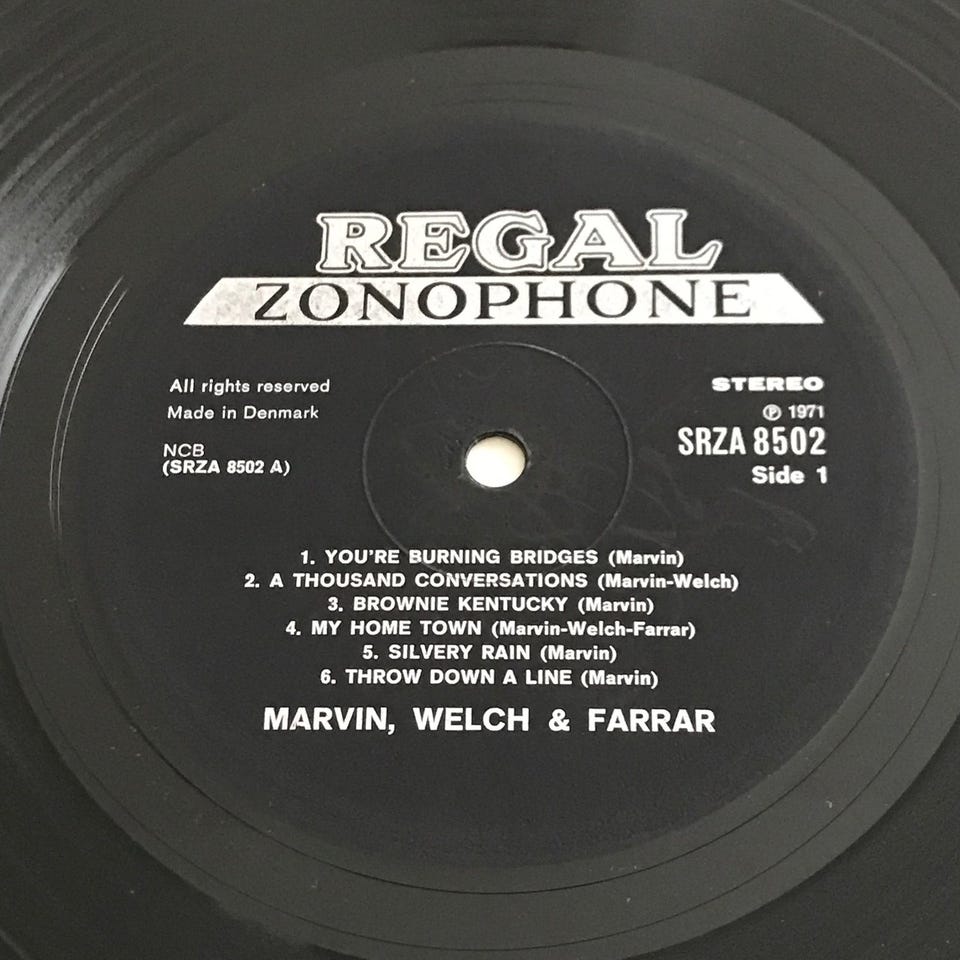 REGAL
ZONOPHONE
All rights reserved
Made in Denmark
NCB
(SRZA 8502 A)
STEREO
℗ 1971
SRZA 8502
Side 1
1. YOU'RE BURNING BRIDGES (Marvin)
2. A THOUSAND CONVERSATIONS (Marvin-Welch)
3. BROWNIE KENTUCKY (Marvin)
4. MY HOME TOWN (Marvin-Welch-Farrar)
5. SILVERY RAIN (Marvin)
6. THROW DOWN A LINE (Marvin)
MARVIN, WELCH & FARRAR